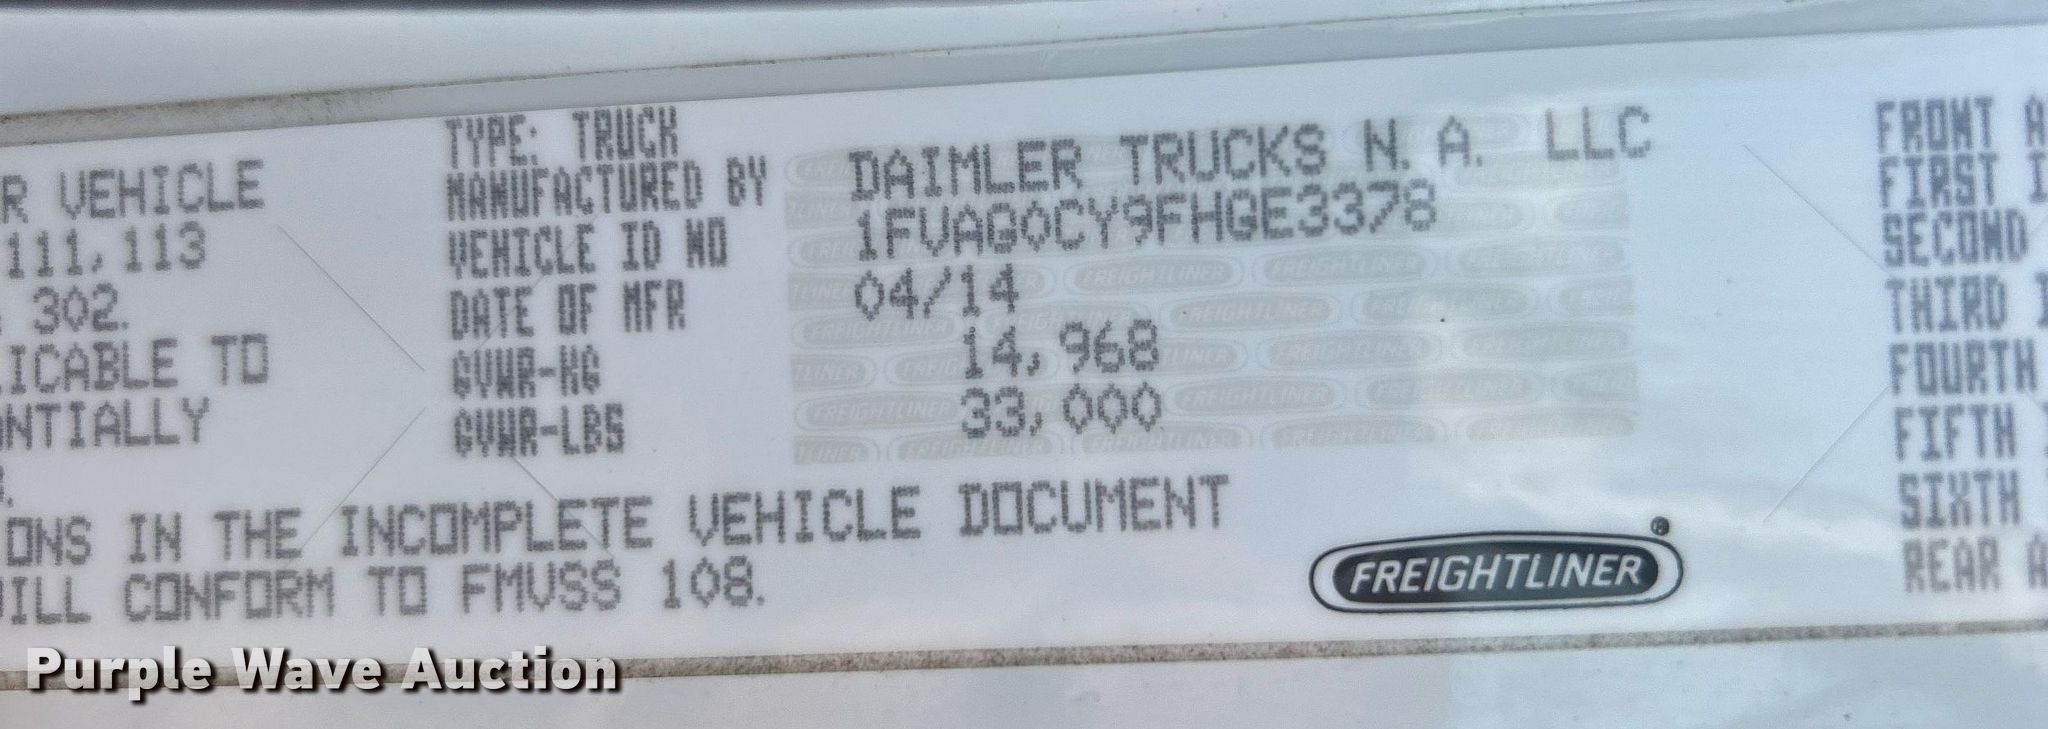 TYPE: TRUCK
MANUFACTURED BY DAIMLER TRUCKS N. A. LLC
VEHICLE ID NO 1FVAG0CY9FHGE3378
DATE OF MFR 04/14
GVWR-KG 14,968
GVWR-LBS 33,000
R VEHICLE
111,113
302.
ICABLE TO
NTIALLY
ONS IN THE INCOMPLETE VEHICLE DOCUMENT
ILL CONFORM TO FMVSS 108.
FREIGHTLINER®
FRONT A
FIRST I
SECOND
THIRD I
FOURTH
FIFTH
SIXTH
REAR A
Purple Wave Auction